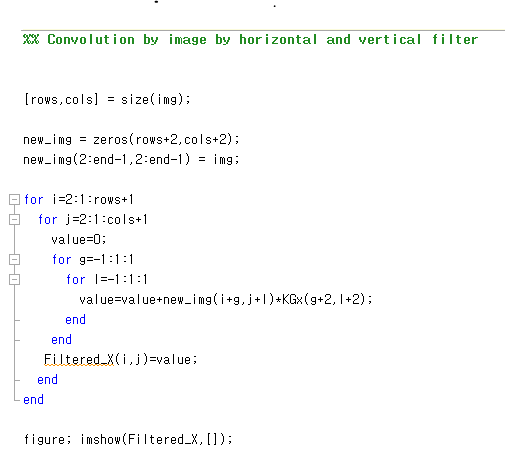 %% Convolution by image by horizontal and vertical filter
[rows,cols] = size(img);
new_img = zeros(rows+2,cols+2);
new_img(2:end-1,2:end-1) = img;
for i=2:1:rows+1
for j=2:1:cols+1
value=0;
for g=-1:1:1
for l=-1:1:1
value=value+new_img(i+g,j+l)*KGx(g+2,l+2);
end
end
Filtered_X(i,j)=value;
end
end
figure; imshow(Filtered_X,[]);